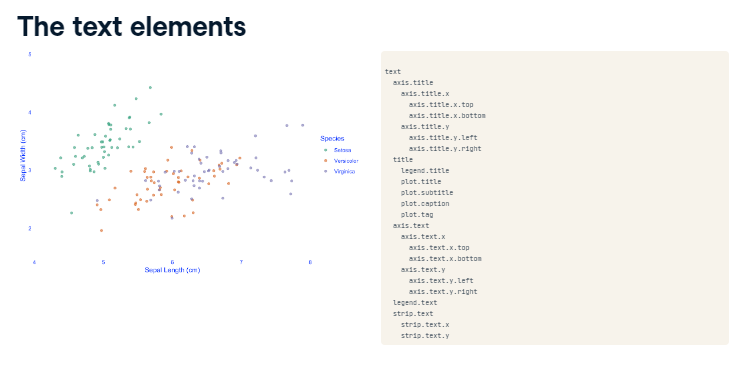 The text elements
5
4
3
2
Sepal Width (cm)
4 5 6 7 8
Sepal Length (cm)
Species
Setosa
Versicolor
Virginica
text
  axis.title
    axis.title.x
      axis.title.x.top
      axis.title.x.bottom
    axis.title.y
      axis.title.y.left
      axis.title.y.right
  title
    legend.title
    plot.title
    plot.subtitle
    plot.caption
    plot.tag
  axis.text
    axis.text.x
      axis.text.x.top
      axis.text.x.bottom
    axis.text.y
      axis.text.y.left
      axis.text.y.right
  legend.text
  strip.text
    strip.text.x
    strip.text.y